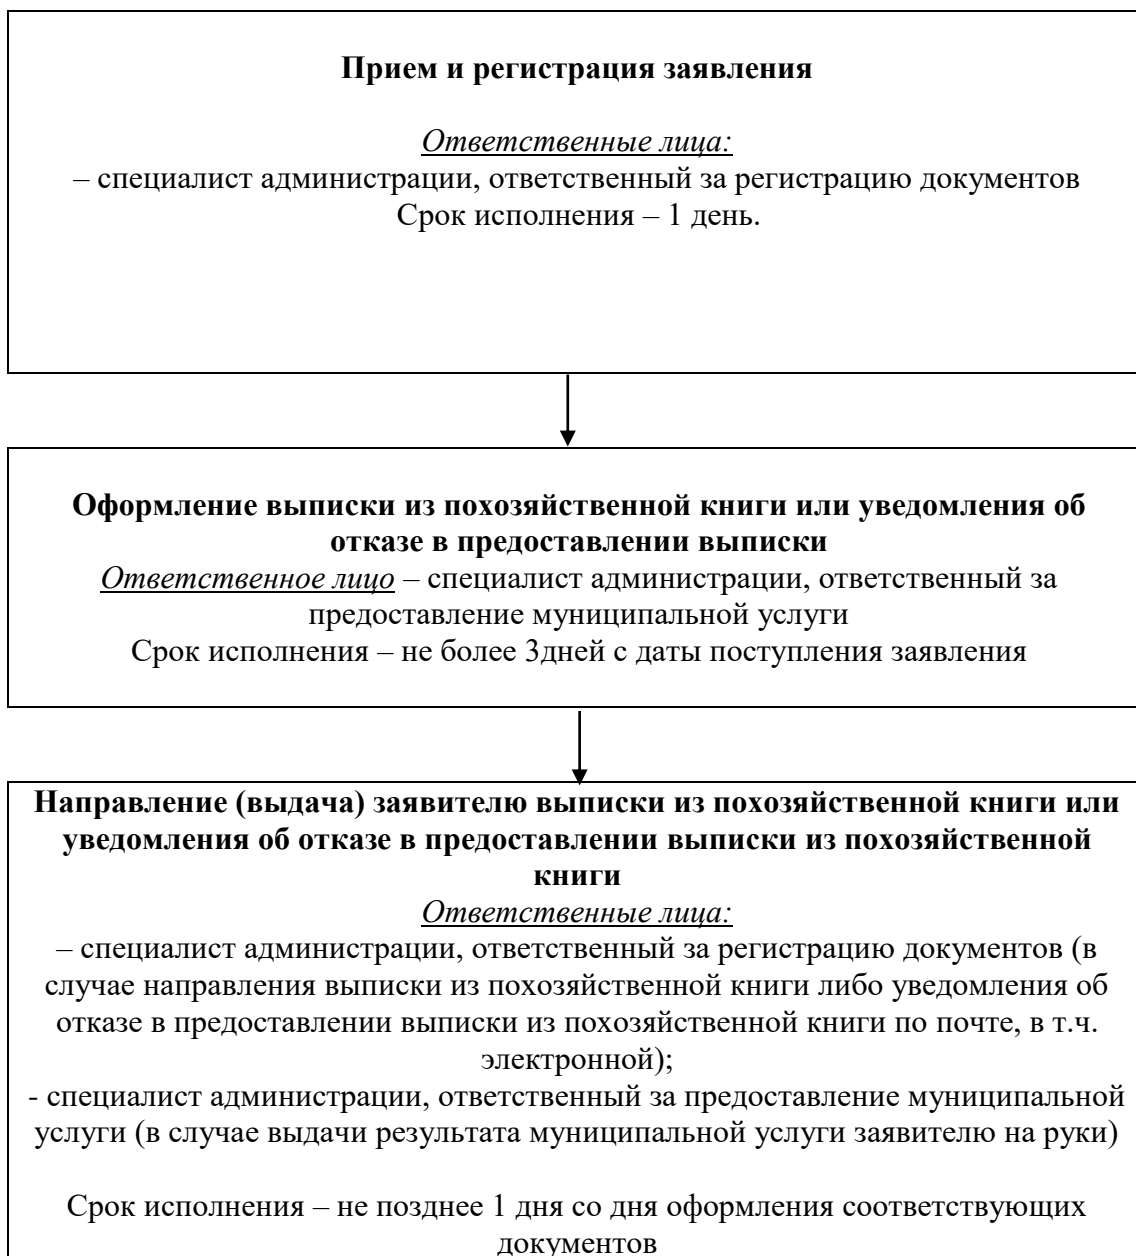 Прием и регистрация заявления
Ответственные лица:
– специалист администрации, ответственный за регистрацию документов
Срок исполнения – 1 день.
Оформление выписки из похозяйственной книги или уведомления об
отказе в предоставлении выписки
Ответственное лицо – специалист администрации, ответственный за
предоставление муниципальной услуги
Срок исполнения – не более 3дней с даты поступления заявления
Направление (выдача) заявителю выписки из похозяйственной книги или
уведомления об отказе в предоставлении выписки из похозяйственной
книги
Ответственные лица:
– специалист администрации, ответственный за регистрацию документов (в
случае направления выписки из похозяйственной книги либо уведомления об
отказе в предоставлении выписки из похозяйственной книги по почте, в т.ч.
электронной);
- специалист администрации, ответственный за предоставление муниципальной
услуги (в случае выдачи результата муниципальной услуги заявителю на руки)
Срок исполнения – не позднее 1 дня со дня оформления соответствующих
документов